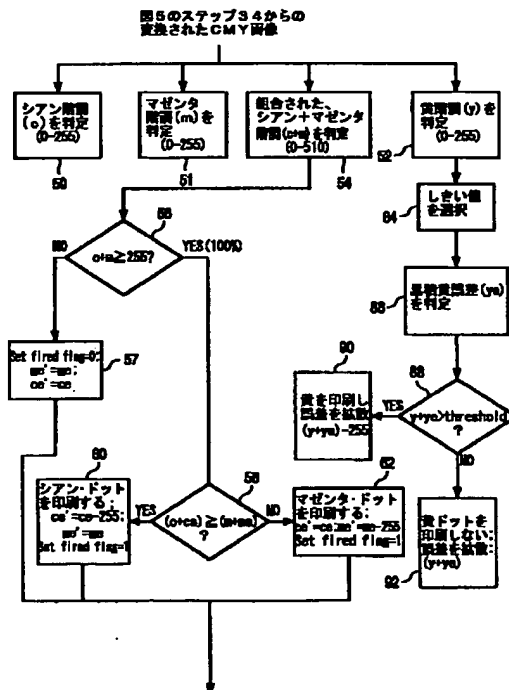 図5のステップ34からの
変換されたCMY画像
シアン階調
(c)を判定
(0-255)
50
マゼンタ
階調(m)を
判定
(0-255)
51
組合された、
シアン+マゼンタ
階調(c+m)を判定
(0-510)
54
黄階調(y)を
判定
(0-255)
52
しきい値
を選択
84
累積黄誤差(ye)
を判定
88
56
c+m≧255?
NO
YES(100%)
Set fired flag=0;
me'=me;
ce'=ce
57
90
黄を印刷し
誤差を拡散
(y+ye)-255
88
YES
y+ye>threshold
?
NO
60
シアン・ドット
を印刷する;
ce'=ce-255;
me'=me
Set fired flag=1
YES
58
(c+ce)≧(m+me)
?
NO
62
マゼンタ・ドット
を印刷する;
ce'=ce;me'=me-255
Set fired flag=1
黄ドットを
印刷しない;
誤差を拡散;
(y+ye)
92